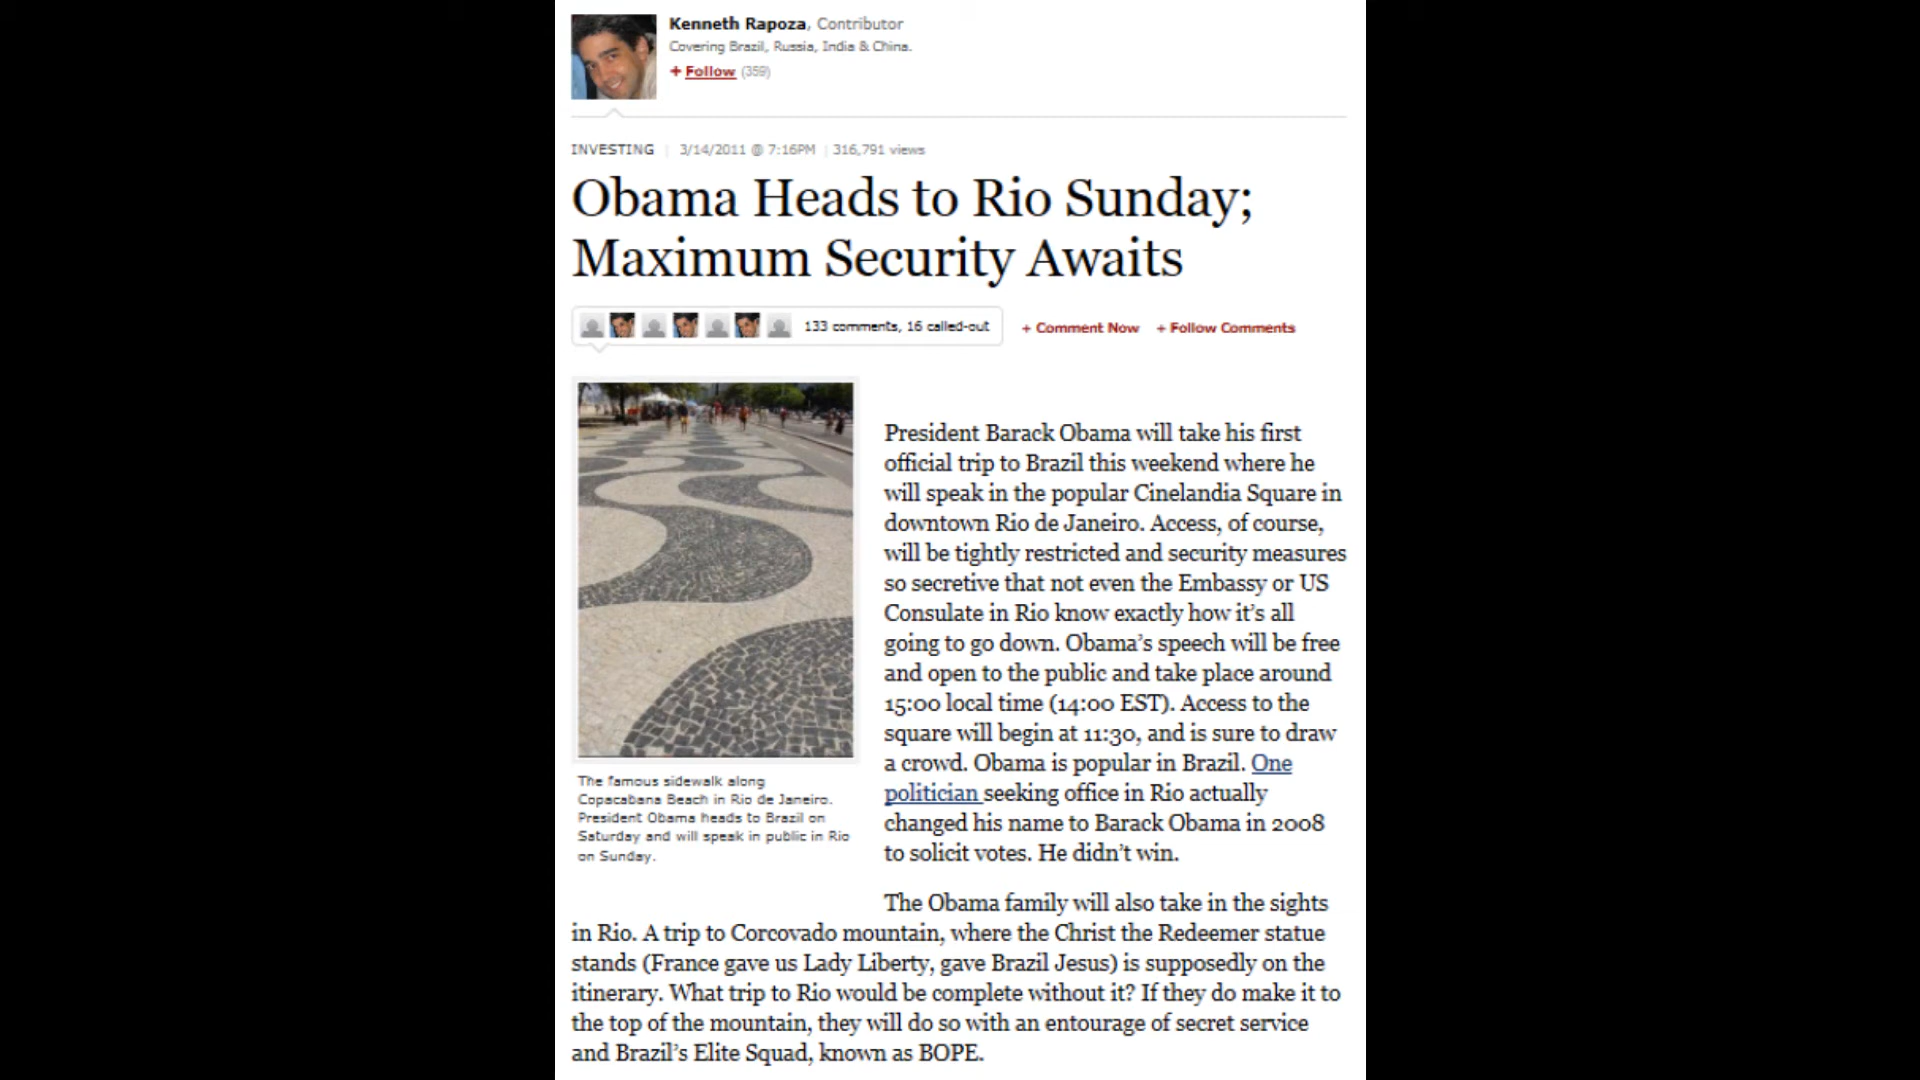 Kenneth Rapoza, Contributor
Covering Brazil, Russia, India & China.
+ Follow (359)
INVESTING | 3/14/2011 @ 7:16PM | 316,791 views
Obama Heads to Rio Sunday;
Maximum Security Awaits
133 comments, 16 called-out
+ Comment Now + Follow Comments
The famous sidewalk along
Copacabana Beach in Rio de Janeiro.
President Obama heads to Brazil on
Saturday and will speak in public in Rio
on Sunday.
President Barack Obama will take his first
official trip to Brazil this weekend where he
will speak in the popular Cinelandia Square in
downtown Rio de Janeiro. Access, of course,
will be tightly restricted and security measures
so secretive that not even the Embassy or US
Consulate in Rio know exactly how it's all
going to go down. Obama's speech will be free
and open to the public and take place around
15:00 local time (14:00 EST). Access to the
square will begin at 11:30, and is sure to draw
a crowd. Obama is popular in Brazil. One
politician seeking office in Rio actually
changed his name to Barack Obama in 2008
to solicit votes. He didn't win.
The Obama family will also take in the sights
in Rio. A trip to Corcovado mountain, where the Christ the Redeemer statue
stands (France gave us Lady Liberty, gave Brazil Jesus) is supposedly on the
itinerary. What trip to Rio would be complete without it? If they do make it to
the top of the mountain, they will do so with an entourage of secret service
and Brazil's Elite Squad, known as BOPE.